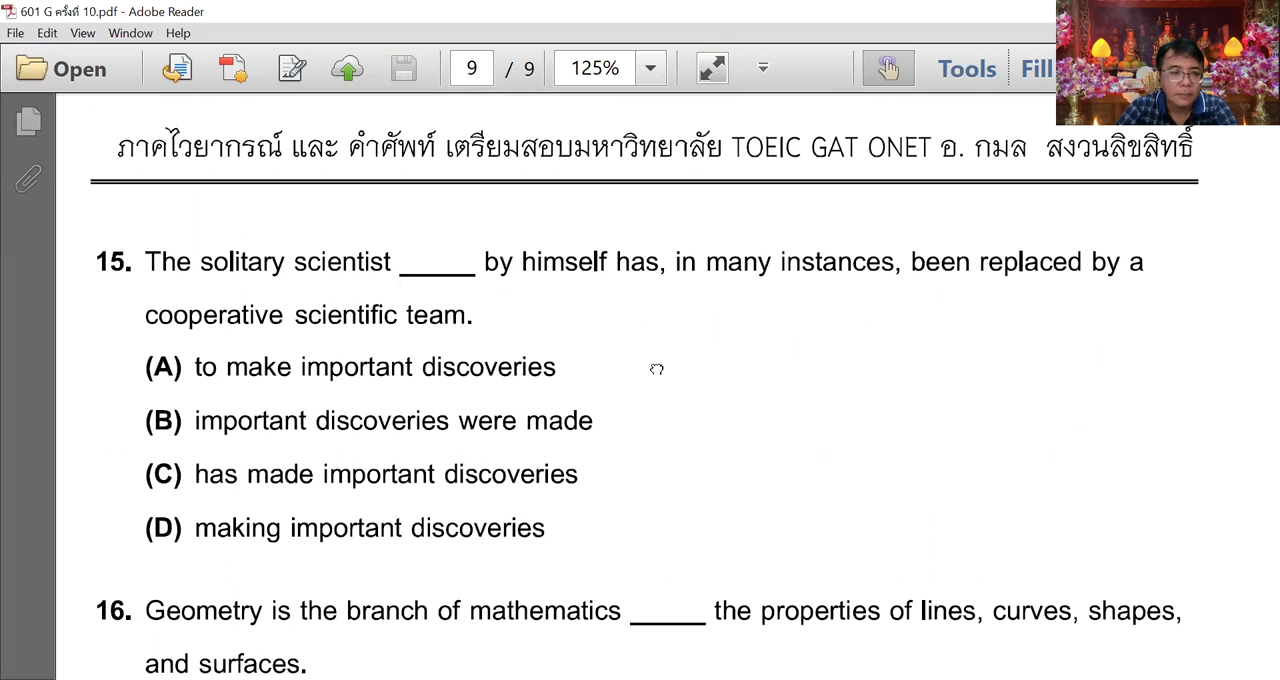 601 G ครั้งที่ 10.pdf - Adobe Reader
File Edit View Window Help
Open 9 / 9 125% Tools Fill
ภาคไวยากรณ์ และ คำศัพท์ เตรียมสอบมหาวิทยาลัย TOEIC GAT ONET อ. กมล สงวนลิขสิทธิ์
15. The solitary scientist _____ by himself has, in many instances, been replaced by a
cooperative scientific team.
(A) to make important discoveries
(B) important discoveries were made
(C) has made important discoveries
(D) making important discoveries
16. Geometry is the branch of mathematics _____ the properties of lines, curves, shapes,
and surfaces.